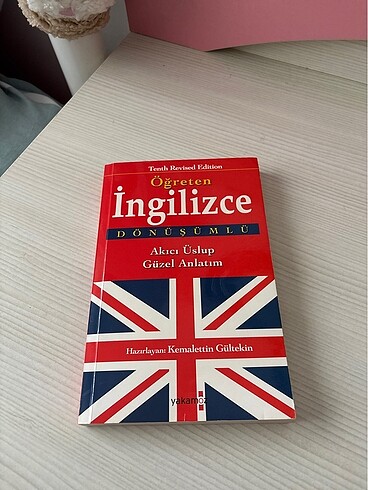 Tenth Revised Edition
Öğreten
İngilizce
DÖNÜŞÜMLÜ
Akıcı Üslup
Güzel Anlatım
Hazırlayan: Kemalettin Gültekin
yakamoz